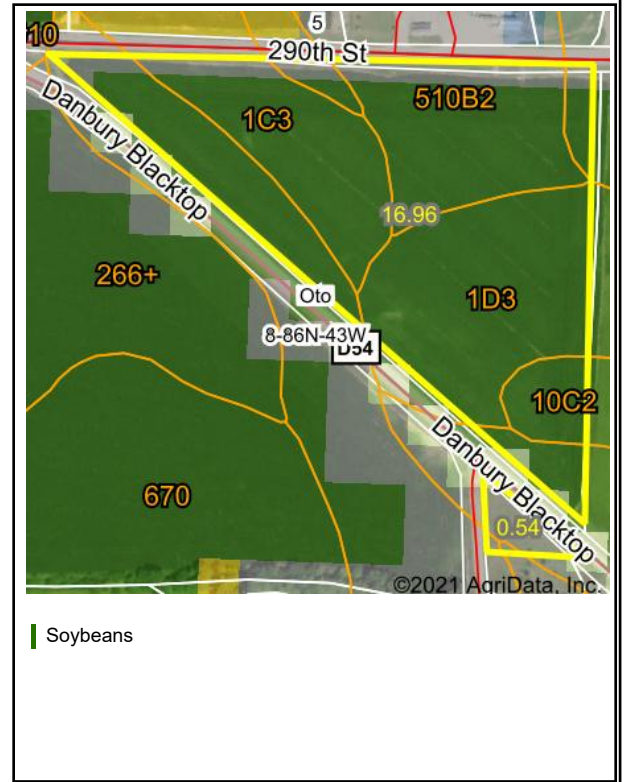 5
10
290th St
Danbury Blacktop
1C3
510B2
16.96
266+
Oto
1D3
8-86N-43W
D54
10C2
Danbury Blacktop
670
0.54
©2021 AgriData, Inc.
Soybeans